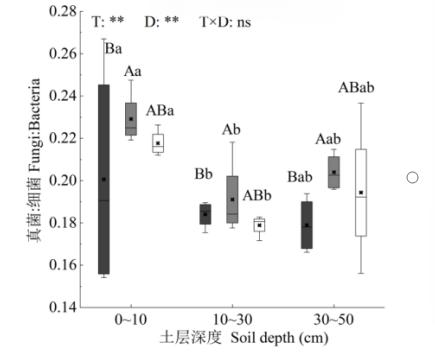 0.28
T: ** D: ** T×D: ns
Ba
0.26
Aa
ABab
0.24
ABa
Ab
Aab
0.22
Bb
Bab
0.20
ABb
0.18
0.16
0.14
0~10 10~30 30~50
土层深度 Soil depth (cm)
真菌:细菌 Fungi:Bacteria